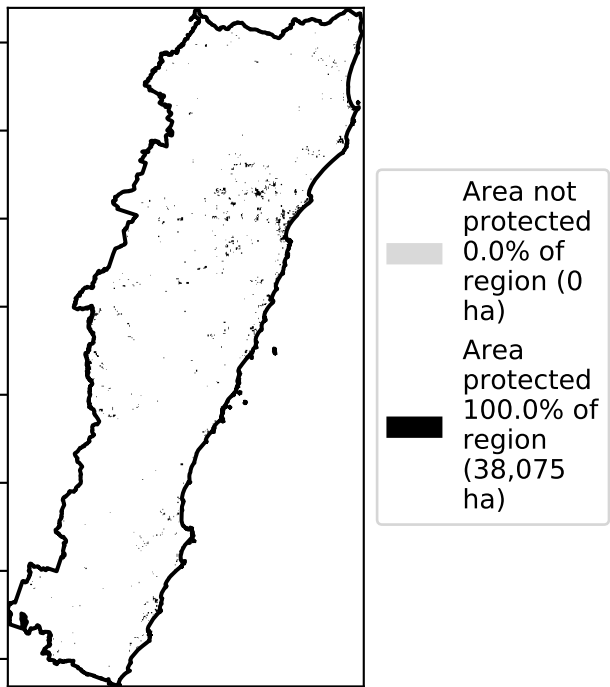 Area not
protected
0.0% of
region (0
ha)
Area
protected
100.0% of
region
(38,075
ha)